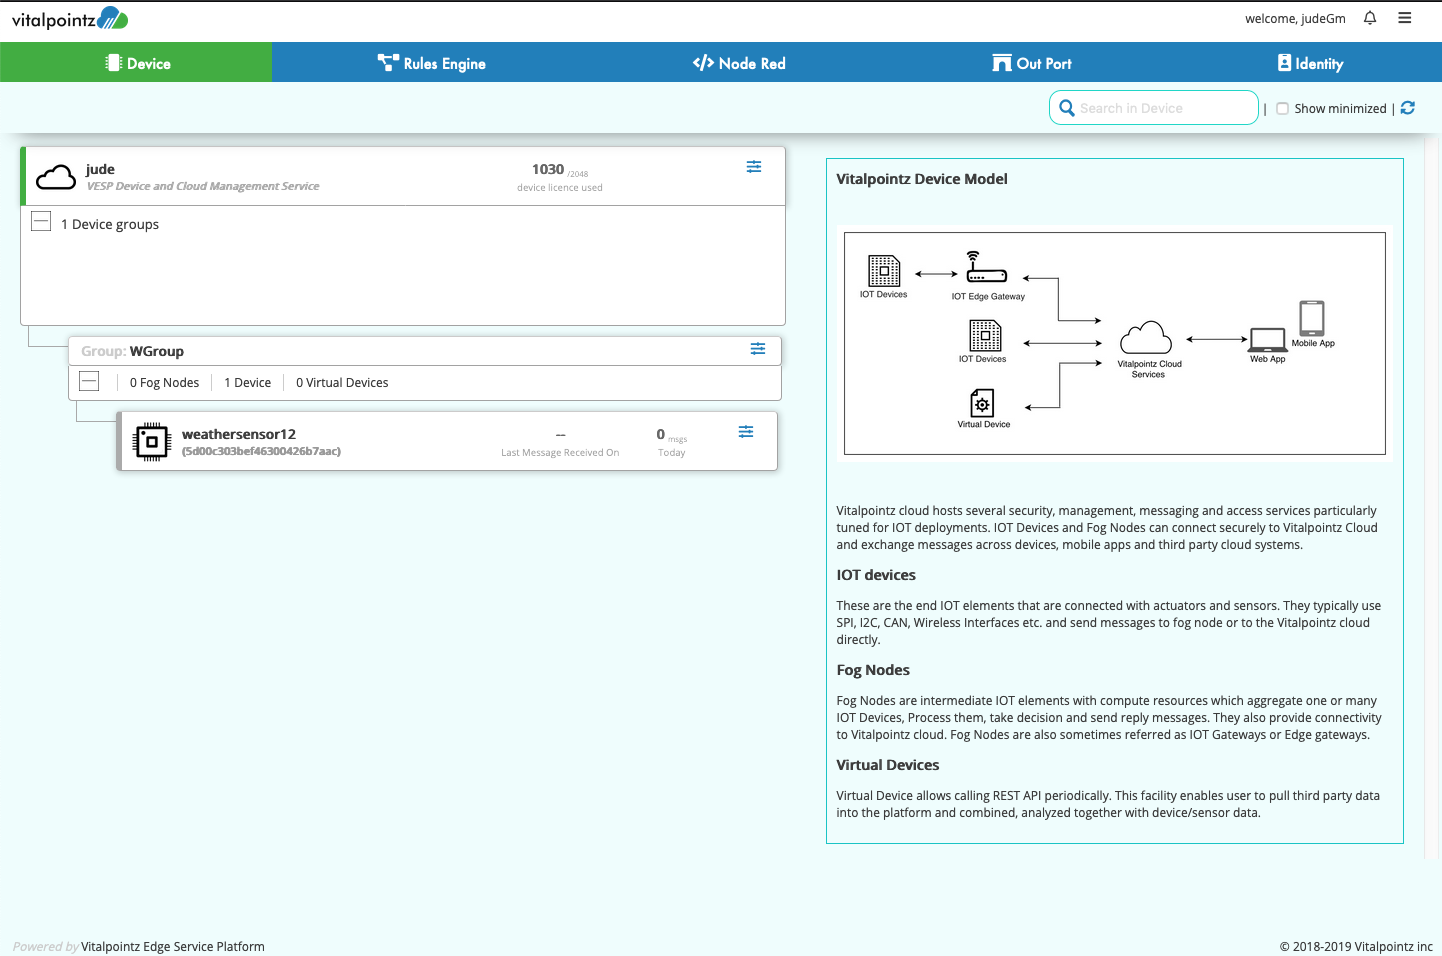 vitalpointz
welcome, judeGm
Device
Rules Engine
Node Red
Out Port
Identity
Search in Device
|
Show minimized |
jude
VESP Device and Cloud Management Service
1030 /2048
device licence used
1 Device groups
Group: WGroup
0 Fog Nodes
1 Device
0 Virtual Devices
weathersensor12
(5d00c303bef46300426b7aac)
--
Last Message Received On
0 msgs
Today
Vitalpointz Device Model
IOT Devices
IOT Edge Gateway
IOT Devices
Virtual Device
Vitalpointz Cloud
Services
Web App
Mobile App
Vitalpointz cloud hosts several security, management, messaging and access services particularly
tuned for IOT deployments. IOT Devices and Fog Nodes can connect securely to Vitalpointz Cloud
and exchange messages across devices, mobile apps and third party cloud systems.
IOT devices
These are the end IOT elements that are connected with actuators and sensors. They typically use
SPI, I2C, CAN, Wireless Interfaces etc. and send messages to fog node or to the Vitalpointz cloud
directly.
Fog Nodes
Fog Nodes are intermediate IOT elements with compute resources which aggregate one or many
IOT Devices, Process them, take decision and send reply messages. They also provide connectivity
to Vitalpointz cloud. Fog Nodes are also sometimes referred as IOT Gateways or Edge gateways.
Virtual Devices
Virtual Device allows calling REST API periodically. This facility enables user to pull third party data
into the platform and combined, analyzed together with device/sensor data.
Powered by Vitalpointz Edge Service Platform
© 2018-2019 Vitalpointz inc